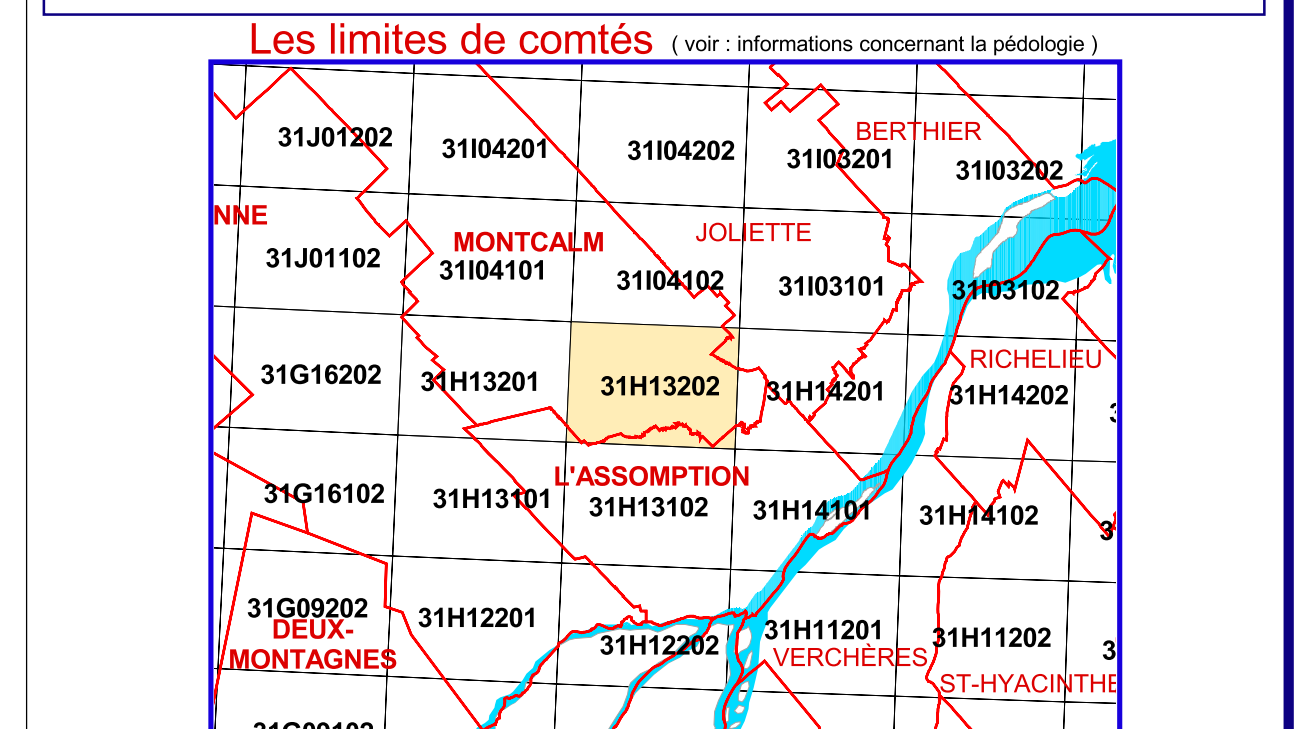 Les limites de comtés ( voir : informations concernant la pédologie )
BERTHIER
31J01202 31I04201 31I04202 31I03201 31I03202
NNE MONTCALM JOLIETTE
31J01102 31I04101 31I04102 31I03101 31I03102
RICHELIEU
31G16202 31H13201 31H13202 31H14201 31H14202
L'ASSOMPTION
31G16102 31H13101 31H13102 31H14101 31H14102
31G09202 31H12201 31H12202 31H11201 31H11202
DEUX-
MONTAGNES VERCHÈRES
ST-HYACINTHE